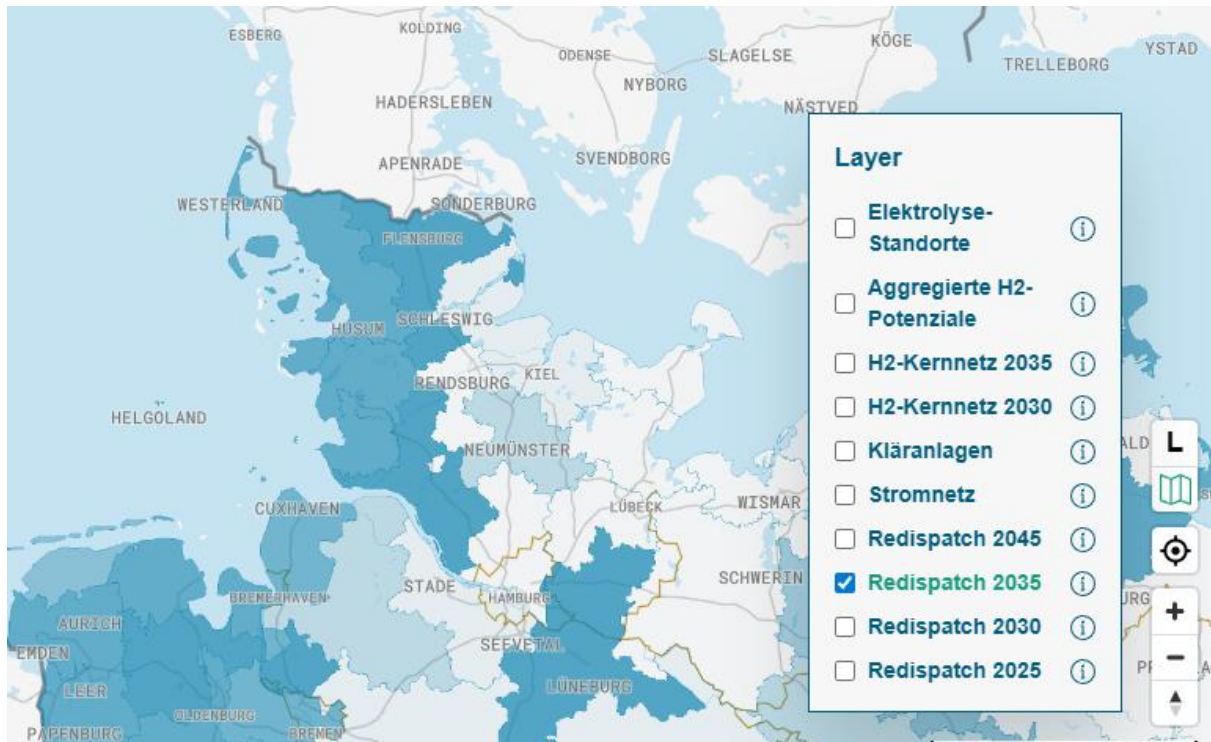 ESBERG
KOLDING
ODENSE
SLAGELSE
KÖGE
YSTAD
TRELLEBORG
NYBORG
HADERSLEBEN
NÄSTVED
APENRADE
SVENDBORG
WESTERLAND
SONDERBURG
FLENSBURG
HUSUM
SCHLESWIG
RENDSBURG
KIEL
HELGOLAND
NEUMÜNSTER
CUXHAVEN
LÜBECK
WISMAR
STADE
HAMBURG
SCHWERIN
BREMERHAVEN
AURICH
SEEVETAL
EMDEN
LEER
LÜNEBURG
OLDENBURG
PAPENBURG
BREMEN
Layer
Elektrolyse-
Standorte
Aggregierte H2-
Potenziale
H2-Kernnetz 2035
H2-Kernnetz 2030
Kläranlagen
Stromnetz
Redispatch 2045
Redispatch 2035
Redispatch 2030
Redispatch 2025
L